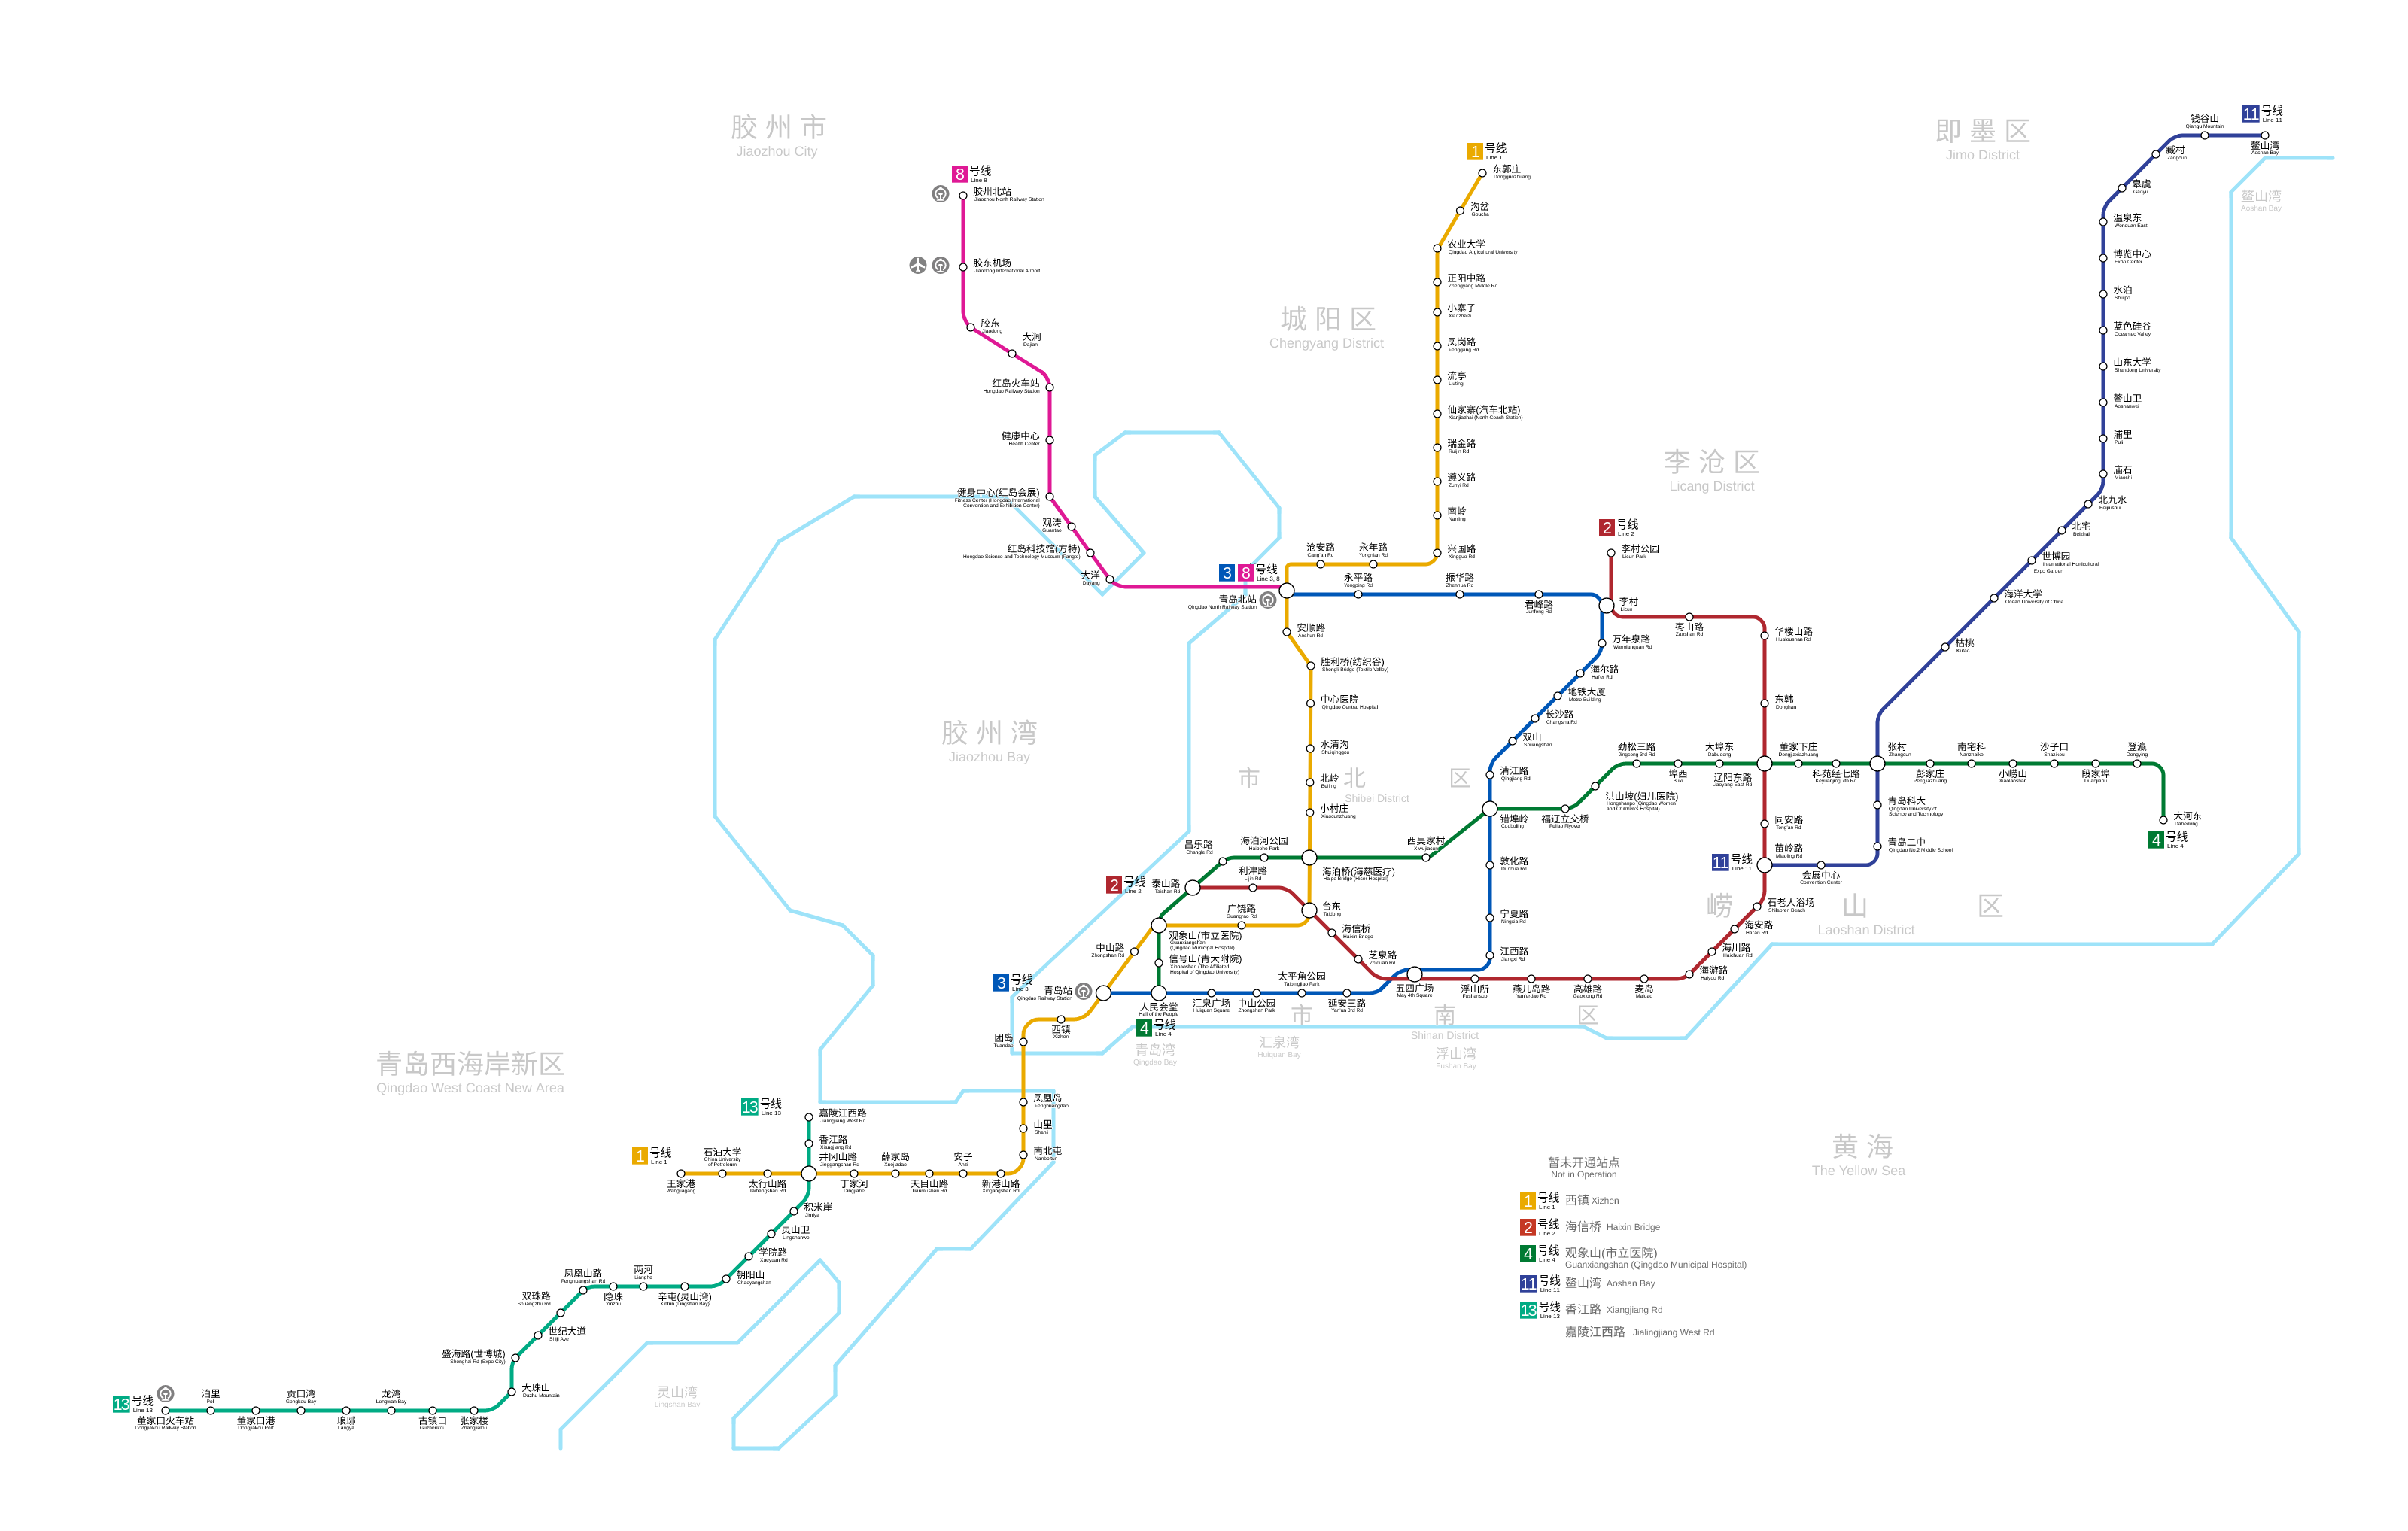 胶州市
Jiaozhou City
即墨区
Jimo District
城阳区
Chengyang District
李沧区
Licang District
胶州湾
Jiaozhou Bay
市北区
Shibei District
崂山区
Laoshan District
市南区
Shinan District
青岛西海岸新区
Qingdao West Coast New Area
黄海
The Yellow Sea
鳌山湾
Aoshan Bay
青岛湾
Qingdao Bay
汇泉湾
Huiquan Bay
浮山湾
Fushan Bay
灵山湾
Lingshan Bay
8 号线
Line 8
胶州北站
Jiaozhou North Railway Station
胶东机场
Jiaodong International Airport
胶东
Jiaodong
大涧
Dajian
红岛火车站
Hongdao Railway Station
健康中心
Health Center
健身中心(红岛会展)
Fitness Center (Hongdao International
Convention and Exhibition Center)
观涛
Guantao
红岛科技馆(方特)
Hongdao Science and Technology Museum (Fangte)
大洋
Dayang
3 8 号线
Line 3, 8
青岛北站
Qingdao North Railway Station
1 号线
Line 1
东郭庄
Dongguozhuang
沟岔
Goucha
农业大学
Qingdao Argicultural University
正阳中路
Zhengyang Middle Rd
小寨子
Xiaozhaizi
凤岗路
Fenggang Rd
流亭
Liuting
仙家寨(汽车北站)
Xianjiazhai (North Coach Station)
瑞金路
Ruijin Rd
遵义路
Zunyi Rd
南岭
Nanling
兴国路
Xingguo Rd
永年路
Yongnian Rd
沧安路
Cang'an Rd
安顺路
Anshun Rd
胜利桥(纺织谷)
Shengli Bridge (Textile Valley)
中心医院
Qingdao Central Hospital
水清沟
Shuiqinggou
北岭
Beiling
小村庄
Xiaocunzhuang
海泊桥(海慈医疗)
Haipo Bridge (Hiser Hospital)
台东
Taidong
广饶路
Guangrao Rd
观象山(市立医院)
Guanxiangshan
(Qingdao Municipal Hospital)
中山路
Zhongshan Rd
青岛站
Qingdao Railway Station
西镇
Xizhen
团岛
Tuandao
凤凰岛
Fenghuangdao
山里
Shanli
南北屯
Nanbeitun
新港山路
Xingangshan Rd
安子
Anzi
天目山路
Tianmushan Rd
薛家岛
Xuejiadao
丁家河
Dingjiahe
井冈山路
Jinggangshan Rd
太行山路
Taihangshan Rd
石油大学
China University
of Petroleum
王家港
Wangjiagang
1 号线
Line 1
2 号线
Line 2
李村公园
Licun Park
李村
Licun
枣山路
Zaoshan Rd
华楼山路
Hualoushan Rd
东韩
Donghan
辽阳东路
Liaoyang East Rd
同安路
Tong'an Rd
苗岭路
Miaoling Rd
石老人浴场
Shilaoren Beach
海安路
Hai'an Rd
海川路
Haichuan Rd
海游路
Haiyou Rd
麦岛
Maidao
高雄路
Gaoxiong Rd
燕儿岛路
Yan'erdao Rd
浮山所
Fushansuo
五四广场
May 4th Square
芝泉路
Zhiquan Rd
海信桥
Haixin Bridge
利津路
Lijin Rd
泰山路
Taishan Rd
2 号线
Line 2
3 号线
Line 3
永平路
Yongping Rd
振华路
Zhenhua Rd
君峰路
Junfeng Rd
万年泉路
Wannianquan Rd
海尔路
Hai'er Rd
地铁大厦
Metro Building
长沙路
Changsha Rd
双山
Shuangshan
清江路
Qingjiang Rd
错埠岭
Cuobuling
敦化路
Dunhua Rd
宁夏路
Ningxia Rd
江西路
Jiangxi Rd
延安三路
Yan'an 3rd Rd
太平角公园
Taipingjiao Park
中山公园
Zhongshan Park
汇泉广场
Huiquan Square
人民会堂
Hall of the People
4 号线
Line 4
信号山(青大附院)
Xinhaoshan (The Affiliated
Hospital of Qingdao University)
昌乐路
Changle Rd
海泊河公园
Haipohe Park
西吴家村
Xiwujiacun
福辽立交桥
Fuliao Flyover
洪山坡(妇儿医院)
Hongshanpo (Qingdao Women
and Children's Hospital)
劲松三路
Jingsong 3rd Rd
埠西
Buxi
大埠东
Dabudong
董家下庄
Dongjiaxiazhuang
科苑经七路
Keyuanjing 7th Rd
张村
Zhangcun
彭家庄
Pengjiazhuang
南宅科
Nanzhaike
小崂山
Xiaolaoshan
沙子口
Shazikou
段家埠
Duanjiabu
登瀛
Dengying
大河东
Dahedong
4 号线
Line 4
11 号线
Line 11
鳌山湾
Aoshan Bay
钱谷山
Qiangu Mountain
臧村
Zangcun
皋虞
Gaoyu
温泉东
Wenquan East
博览中心
Expo Center
水泊
Shuipo
蓝色硅谷
Oceantec Valley
山东大学
Shandong University
鳌山卫
Aoshanwei
浦里
Puli
庙石
Miaoshi
北九水
Beijiushui
北宅
Beizhai
世博园
International Horticultural
Expo Garden
海洋大学
Ocean University of China
枯桃
Kutao
青岛科大
Qingdao University of
Science and Technology
青岛二中
Qingdao No.2 Middle School
会展中心
Convention Center
11 号线
Line 11
13 号线
Line 13
嘉陵江西路
Jialingjiang West Rd
香江路
Xiangjiang Rd
积米崖
Jimiya
灵山卫
Lingshanwei
学院路
Xueyuan Rd
朝阳山
Chaoyangshan
辛屯(灵山湾)
Xintun (Lingshan Bay)
两河
Lianghe
隐珠
Yinzhu
凤凰山路
Fenghuangshan Rd
双珠路
Shuangzhu Rd
世纪大道
Shiji Ave
盛海路(世博城)
Shenghai Rd (Expo City)
大珠山
Dazhu Mountain
张家楼
Zhangjialou
古镇口
Guzhenkou
龙湾
Longwan Bay
琅琊
Langya
贡口湾
Gongkou Bay
董家口港
Dongjiakou Port
泊里
Poli
董家口火车站
Dongjiakou Railway Station
13 号线
Line 13
暂未开通站点
Not in Operation
1 号线 西镇 Xizhen
Line 1
2 号线 海信桥 Haixin Bridge
Line 2
4 号线 观象山(市立医院)
Line 4 Guanxiangshan (Qingdao Municipal Hospital)
11 号线 鳌山湾 Aoshan Bay
Line 11
13 号线 香江路 Xiangjiang Rd
Line 13
嘉陵江西路 Jialingjiang West Rd